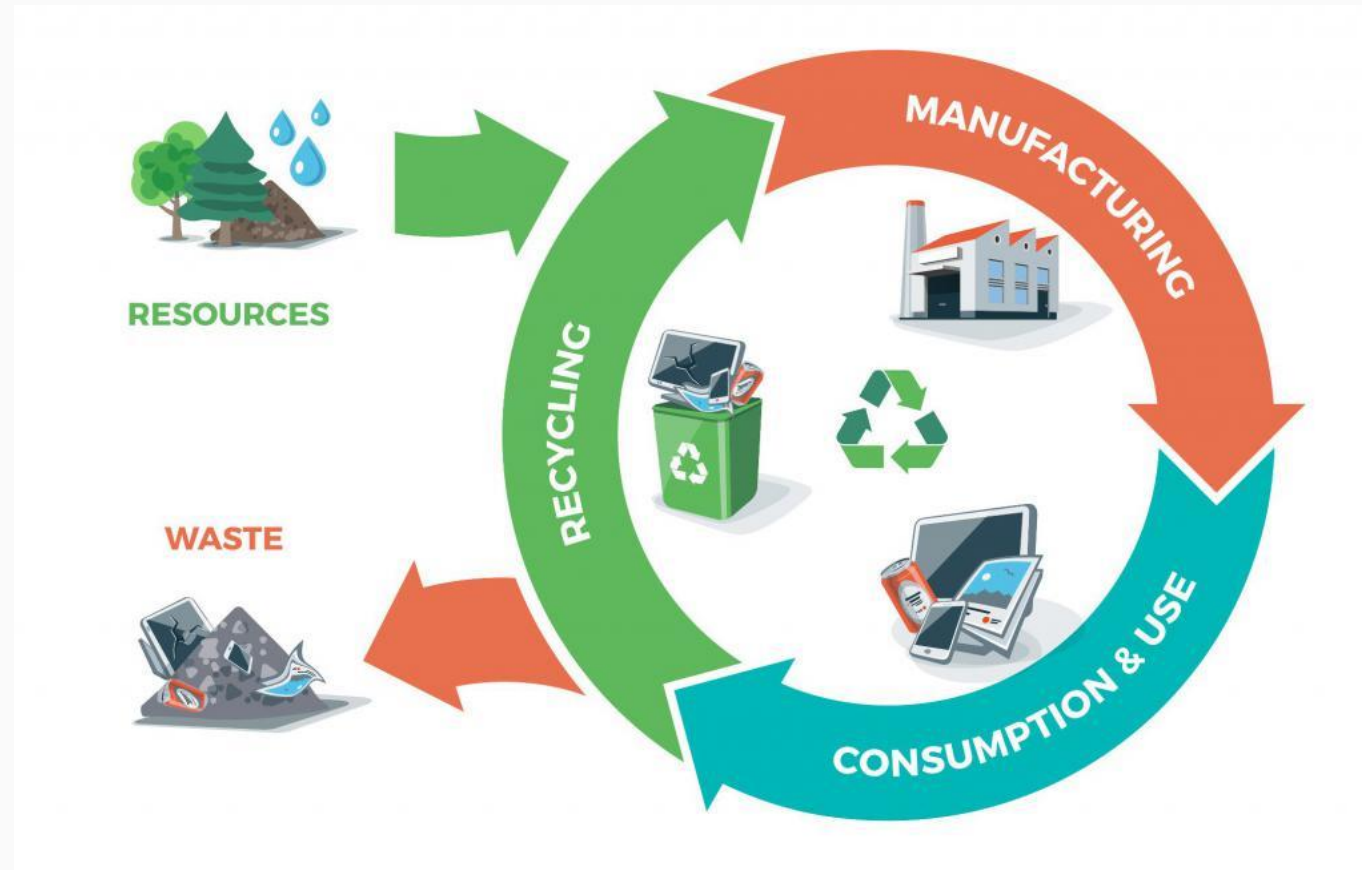 RESOURCES
WASTE
RECYCLING
MANUFACTURING
CONSUMPTION & USE